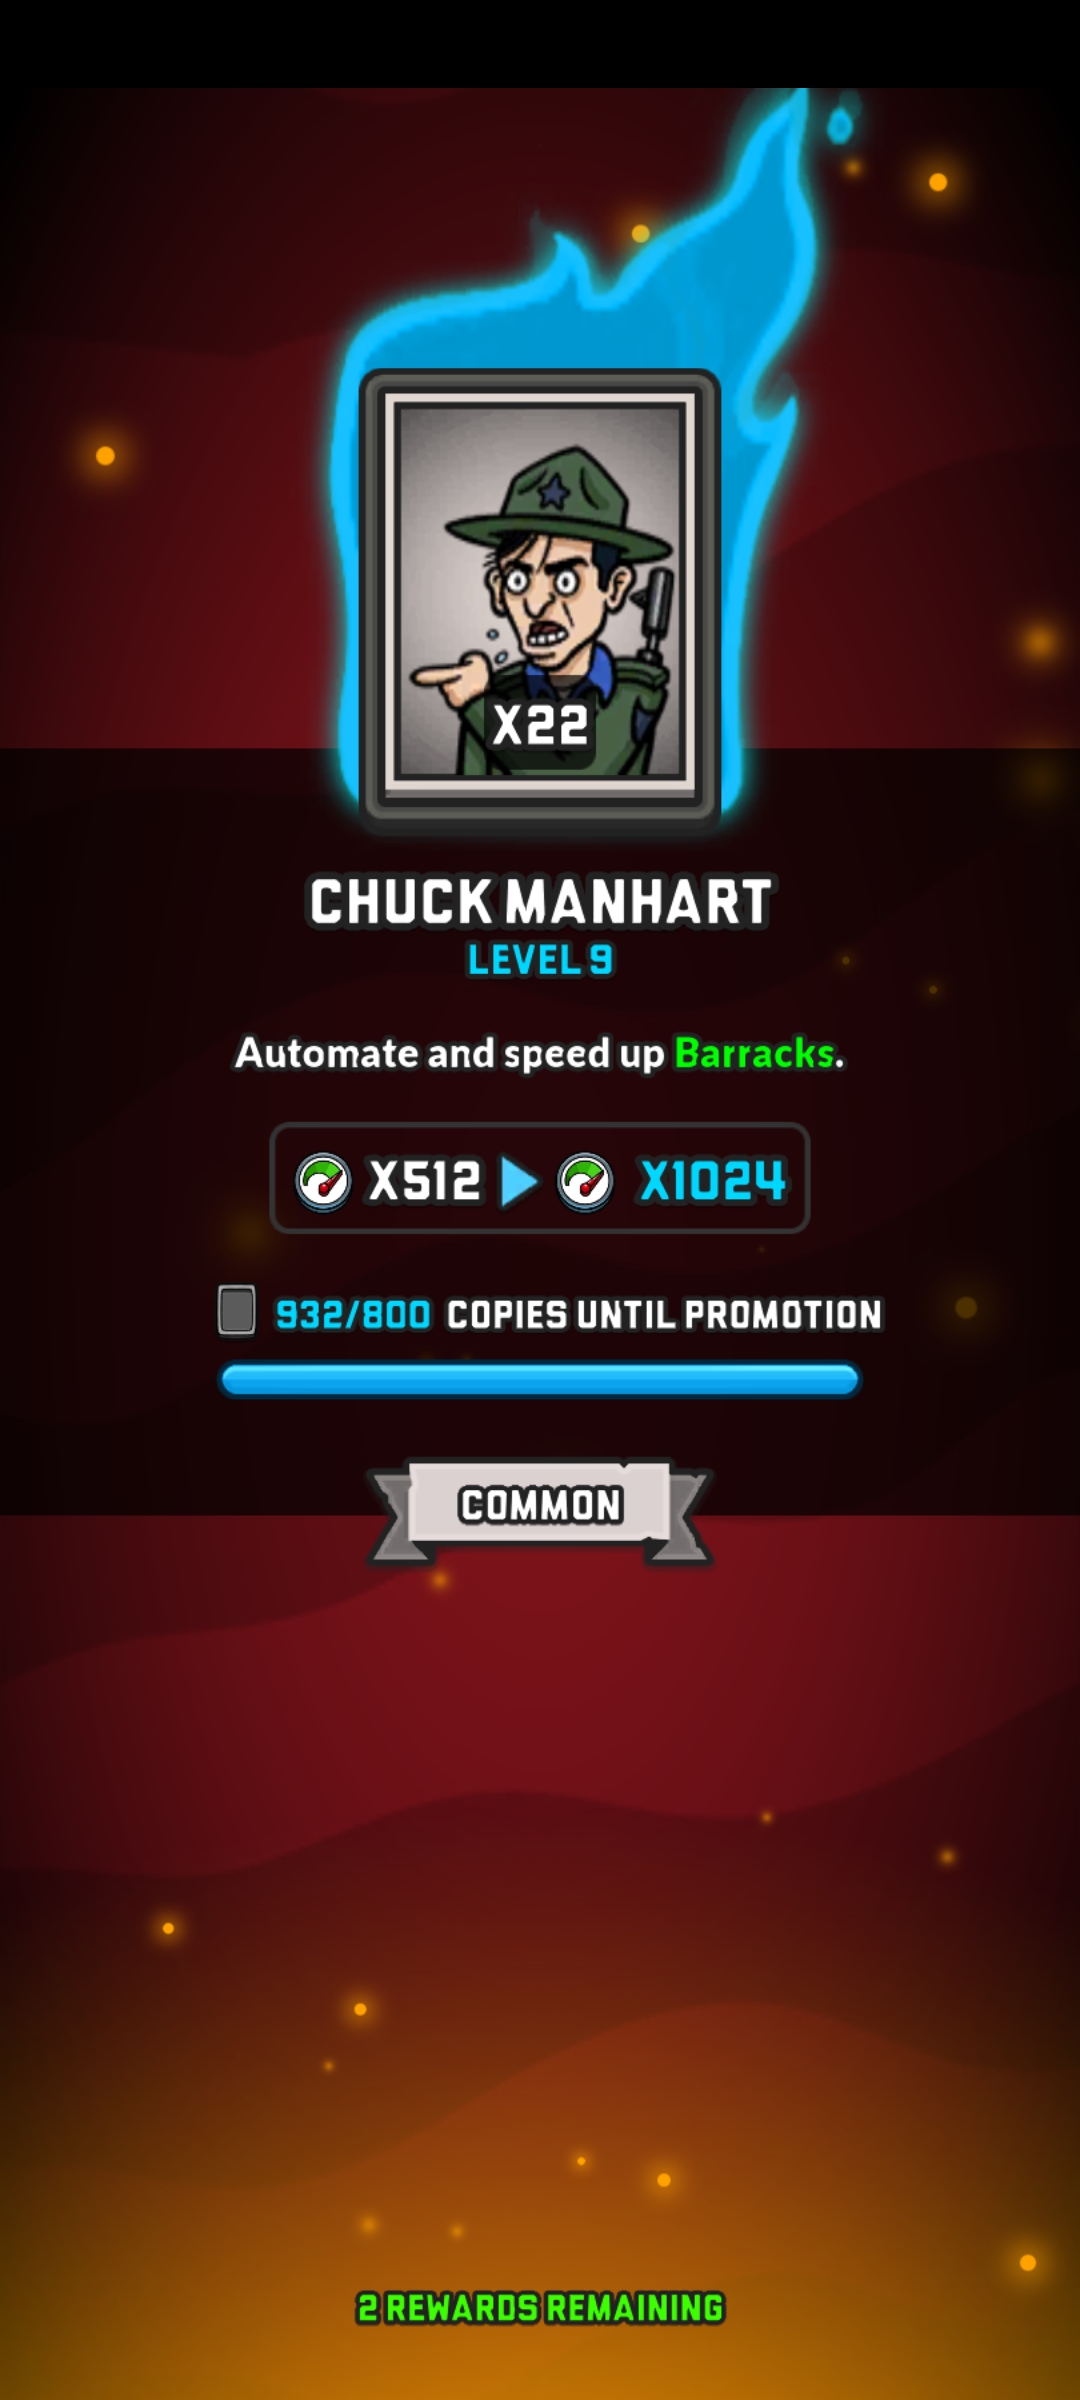 X22
CHUCK MANHART
LEVEL 9
Automate and speed up Barracks.
X512 X1024
932/800 COPIES UNTIL PROMOTION
COMMON
2 REWARDS REMAINING